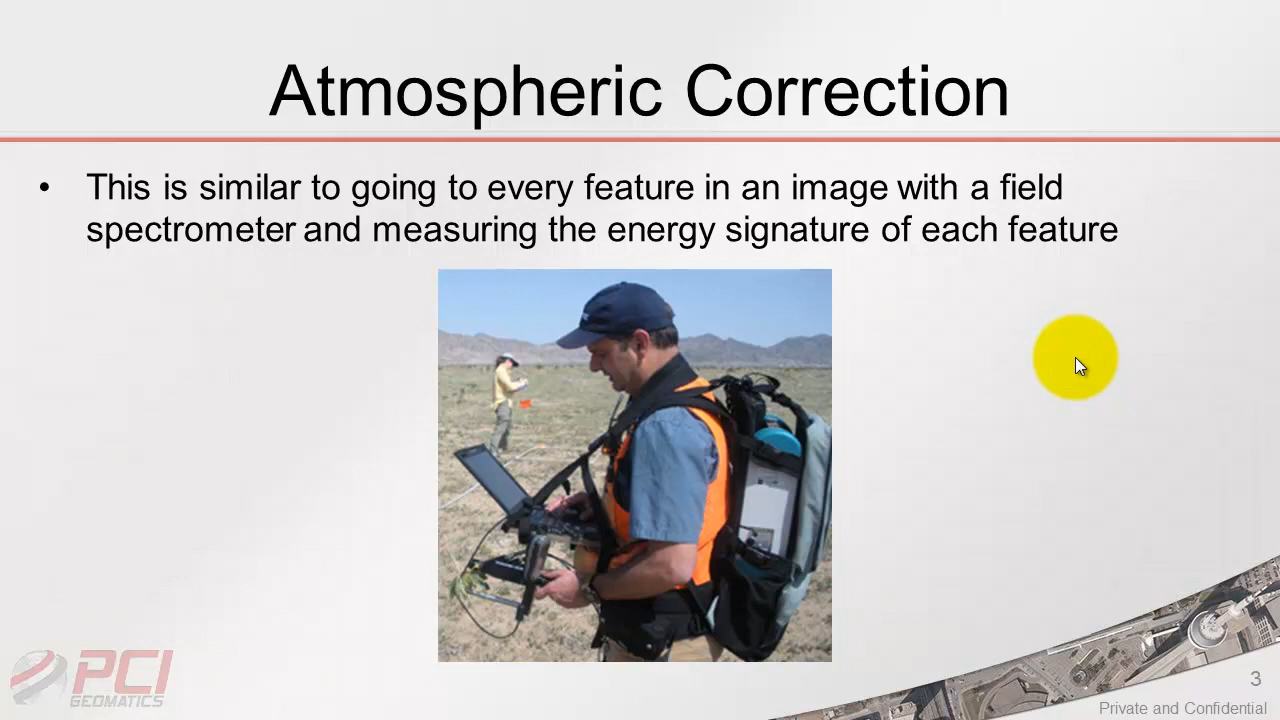 Atmospheric Correction
• This is similar to going to every feature in an image with a field
spectrometer and measuring the energy signature of each feature
PCI
GEOMATICS
3
Private and Confidential